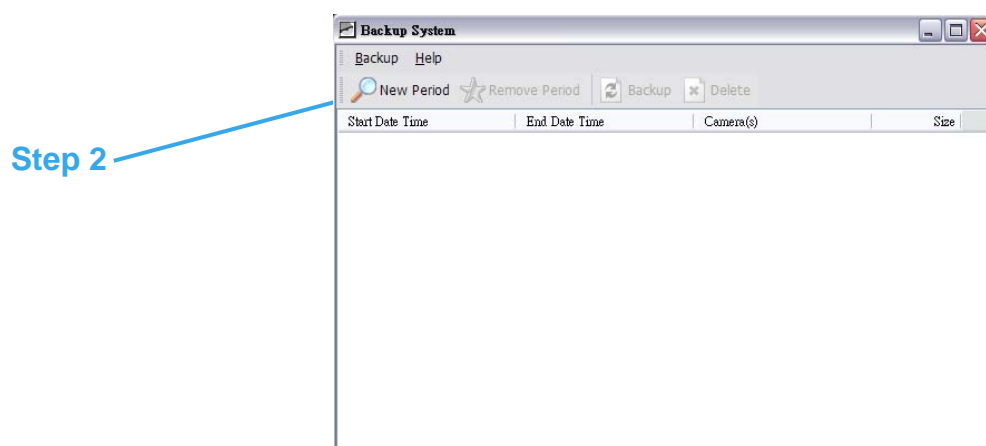 Backup System
Backup Help
New Period Remove Period Backup Delete
Start Date Time End Date Time Camera(s) Size
Step 2